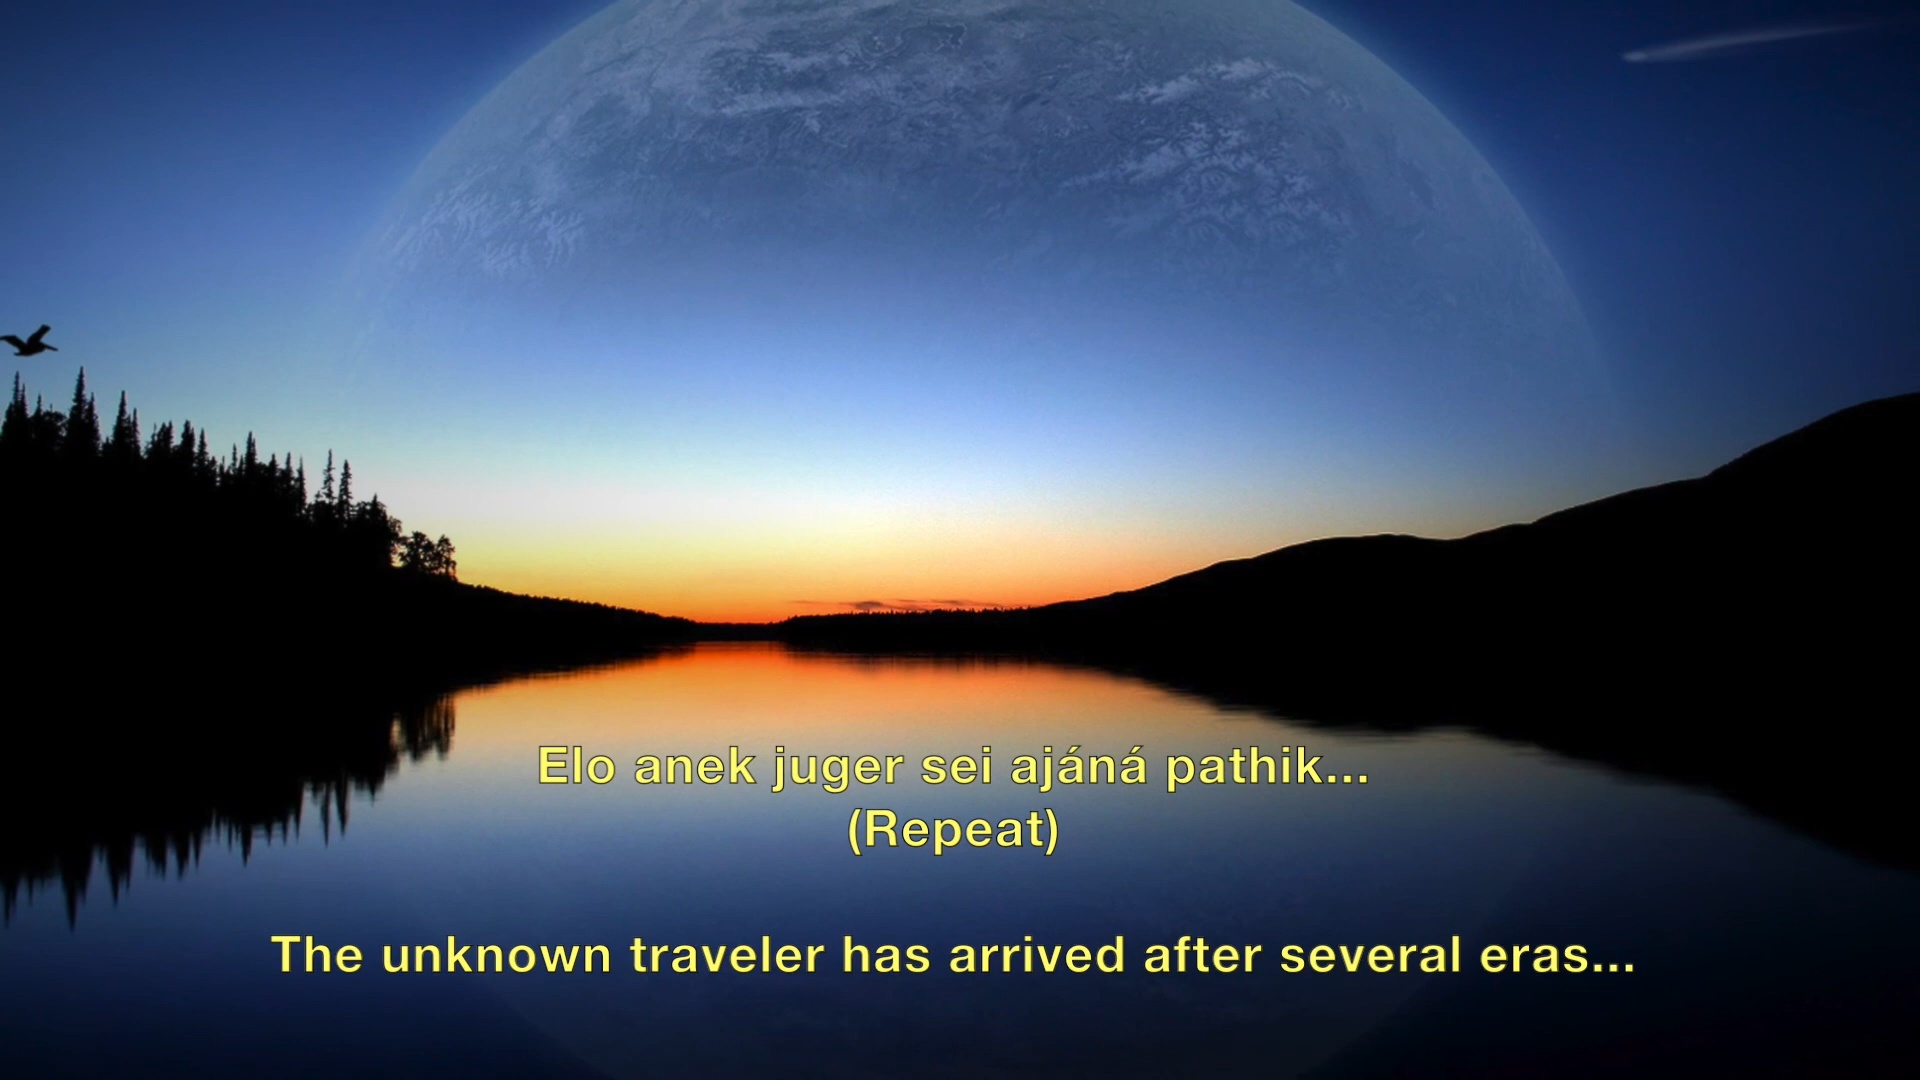 Elo anek juger sei ajáná pathik...
(Repeat)
The unknown traveler has arrived after several eras...